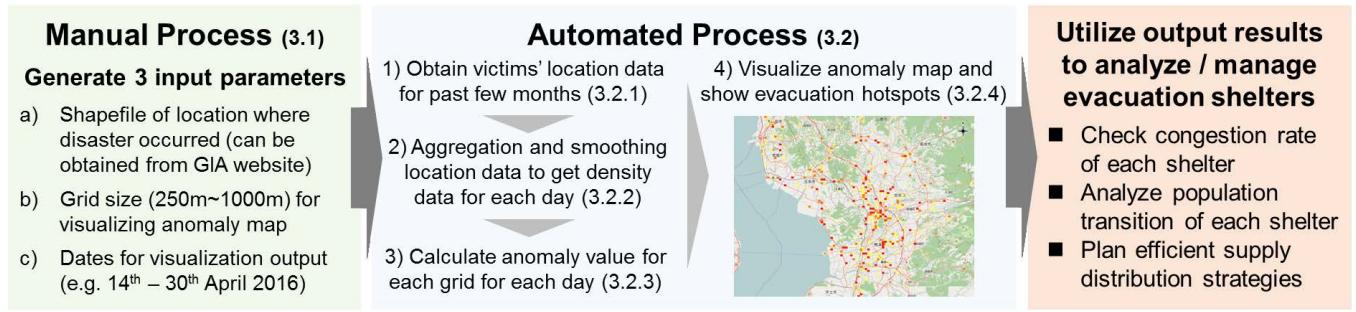 Manual Process (3.1)
Generate 3 input parameters
a) Shapefile of location where
disaster occurred (can be
obtained from GIA website)
b) Grid size (250m~1000m) for
visualizing anomaly map
c) Dates for visualization output
(e.g. 14th – 30th April 2016)
Automated Process (3.2)
1) Obtain victims' location data
for past few months (3.2.1)
2) Aggregation and smoothing
location data to get density
data for each day (3.2.2)
3) Calculate anomaly value for
each grid for each day (3.2.3)
4) Visualize anomaly map and
show evacuation hotspots (3.2.4)
Utilize output results
to analyze / manage
evacuation shelters
■ Check congestion rate
of each shelter
■ Analyze population
transition of each shelter
■ Plan efficient supply
distribution strategies